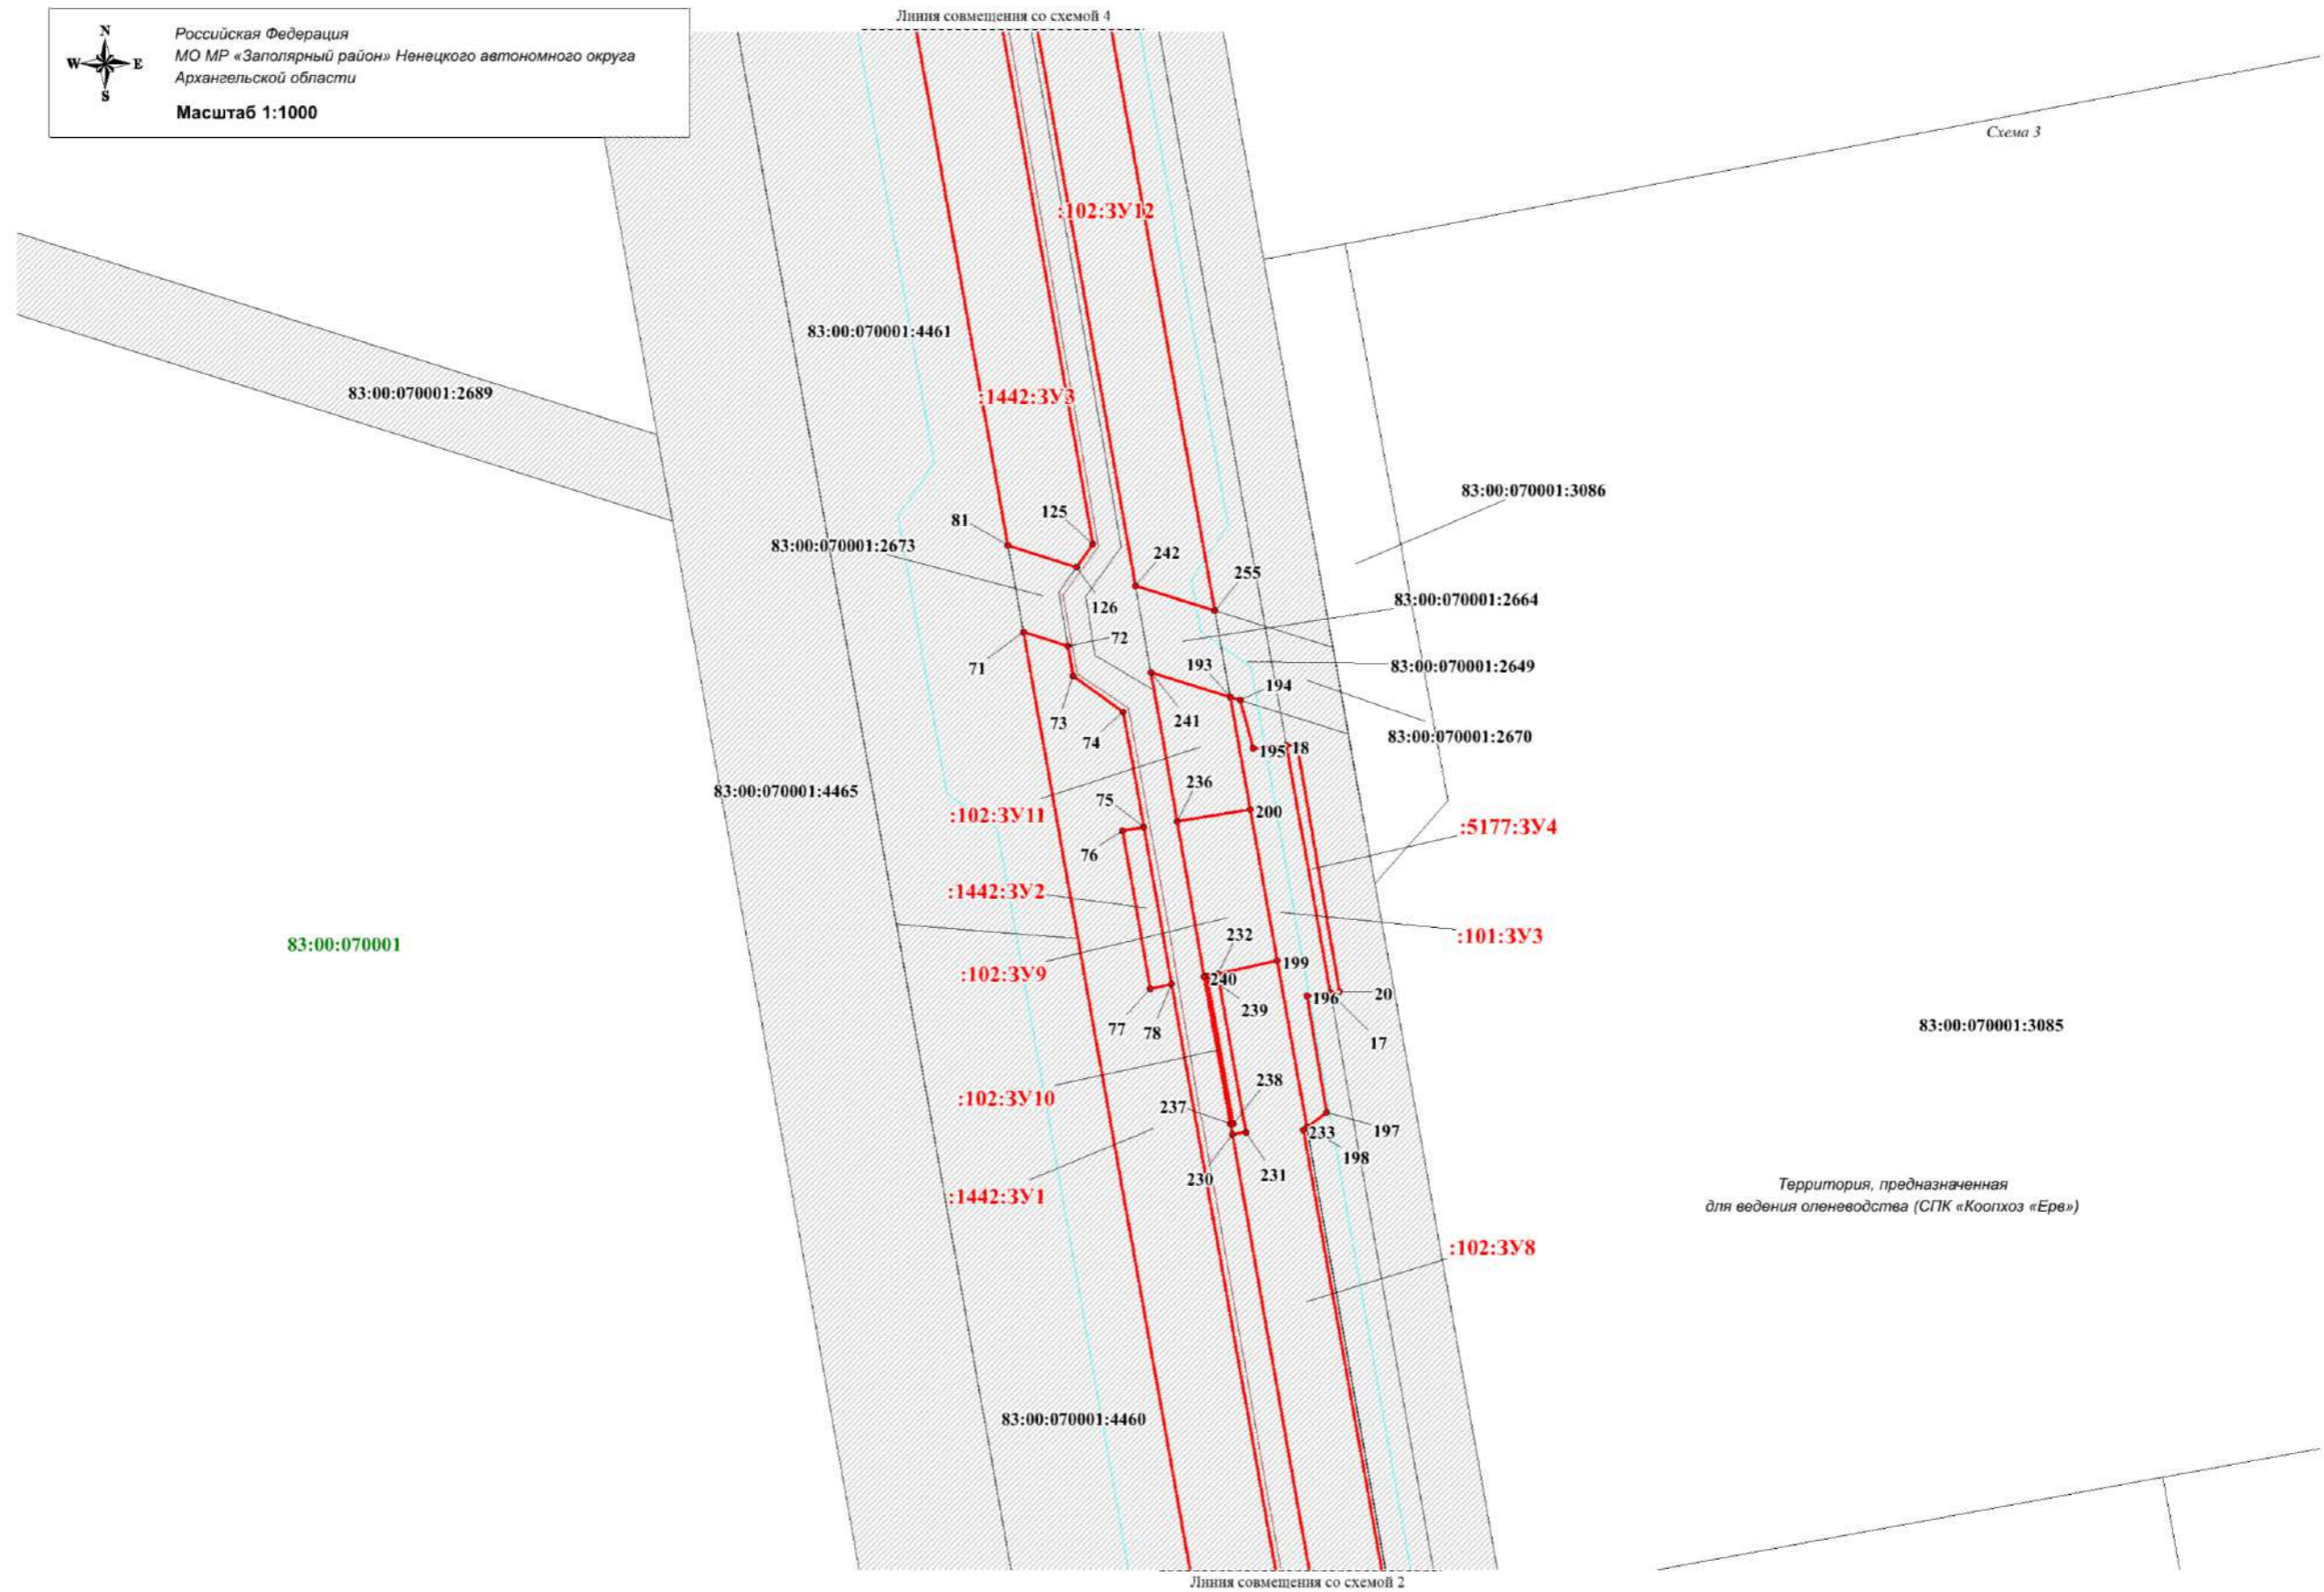 Линия совмещения со схемой 4
N
W E
S
Российская Федерация
МО МР «Заполярный район» Ненецкого автономного округа
Архангельской области
Масштаб 1:1000
Схема 3
:102:ЗУ12
83:00:070001:4461
83:00:070001:2689
:1442:ЗУ3
83:00:070001:3086
81
125
83:00:070001:2673
242
255
126
83:00:070001:2664
72
71
193
83:00:070001:2649
194
73
241
74
83:00:070001:2670
195
18
236
83:00:070001:4465
75
:102:ЗУ11
200
:5177:ЗУ4
76
:1442:ЗУ2
232
:101:ЗУ3
83:00:070001
199
:102:ЗУ9
240
196
20
239
77
78
17
83:00:070001:3085
238
:102:ЗУ10
237
233
197
198
230
231
:1442:ЗУ1
Территория, предназначенная
для ведения оленеводства (СПК «Коопхоз «Ерв»)
:102:ЗУ8
83:00:070001:4460
Линия совмещения со схемой 2